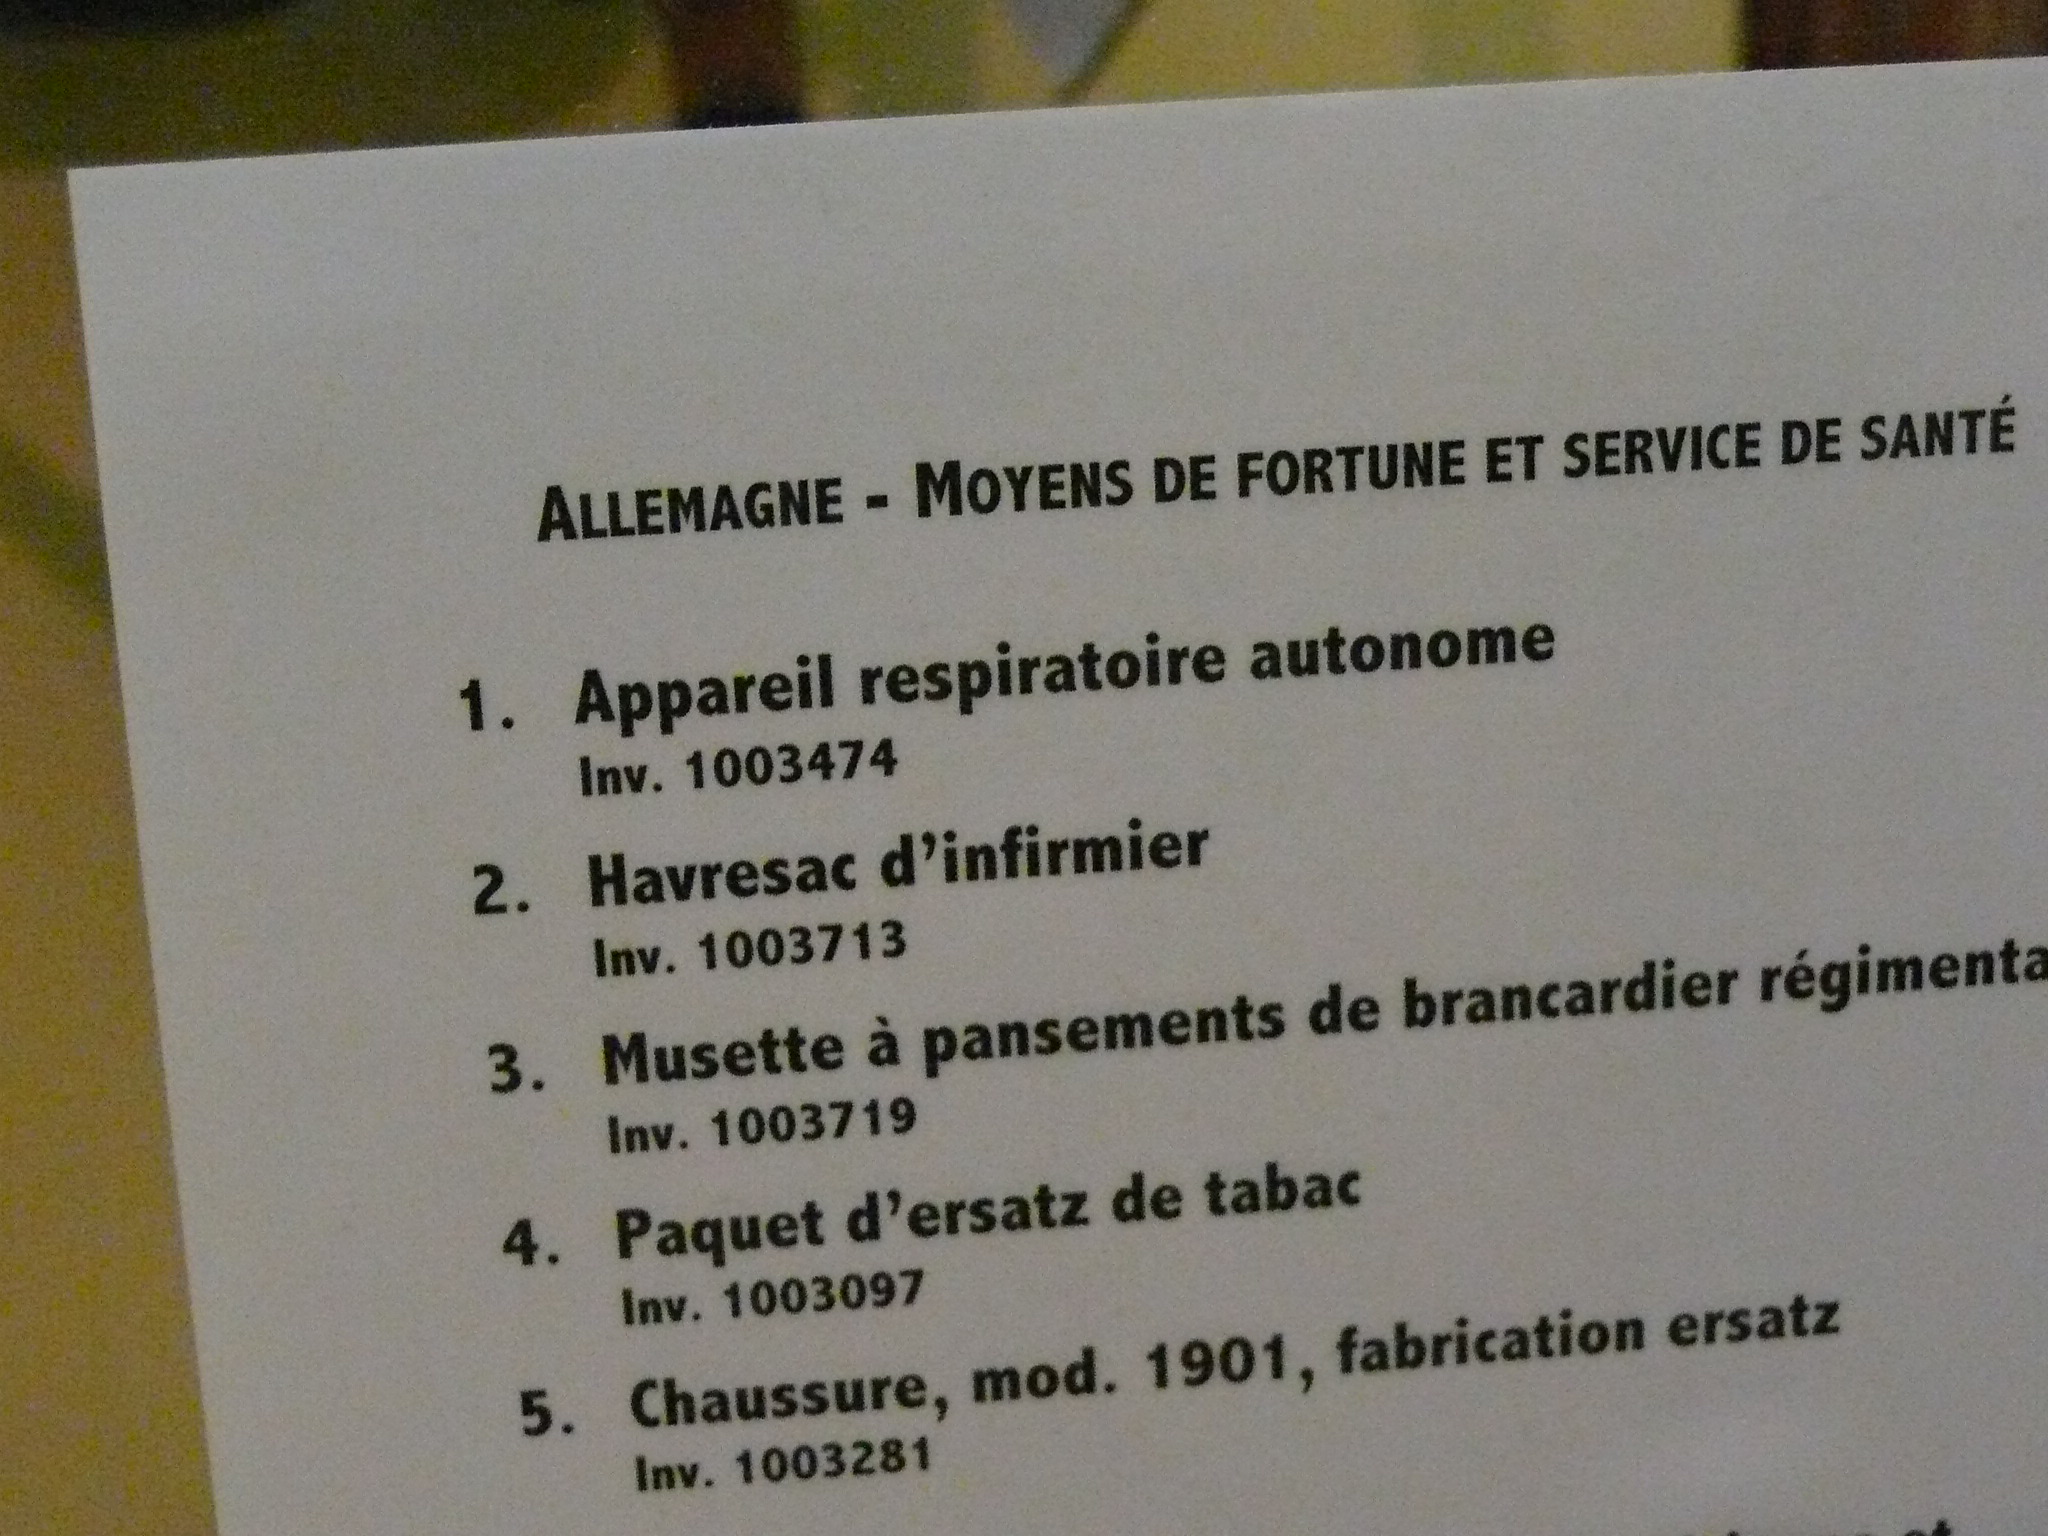 ALLEMAGNE - MOYENS DE FORTUNE ET SERVICE DE SANTÉ
1. Appareil respiratoire autonome
Inv. 1003474
2. Havresac d'infirmier
Inv. 1003713
3. Musette à pansements de brancardier régimenta
Inv. 1003719
4. Paquet d'ersatz de tabac
Inv. 1003097
5. Chaussure, mod. 1901, fabrication ersatz
Inv. 1003281